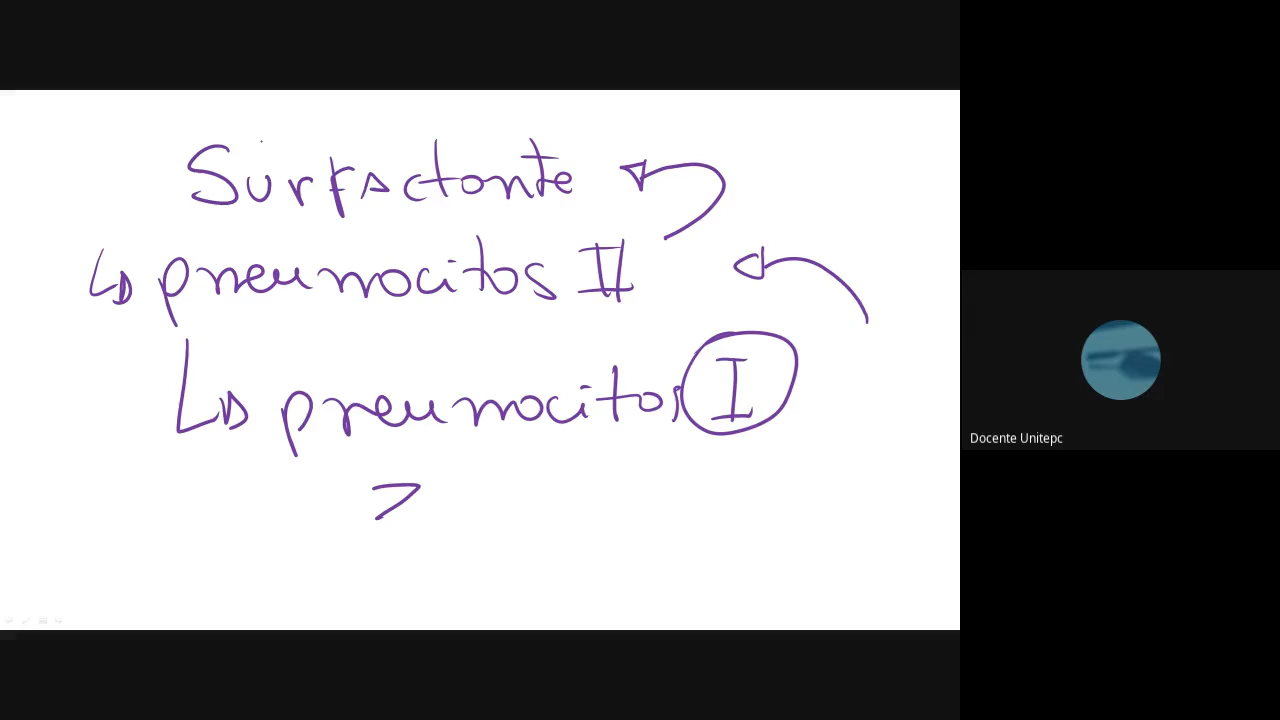 Surfactante
pneumocitos II
pneumocitos I
>
Docente Unitepc